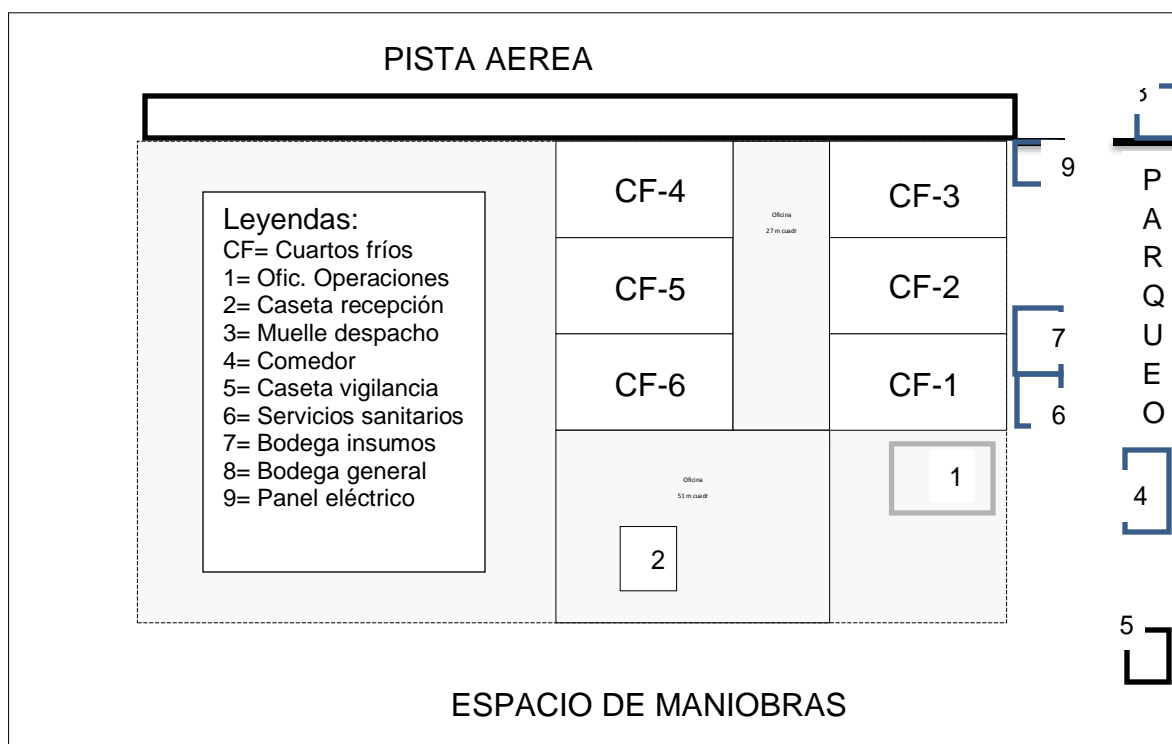 PISTA AEREA
9
CF-4
CF-3
Oficina
27 m cuadr
CF-5
CF-2
7
CF-6
CF-1
6
P
A
R
Q
U
E
O
Leyendas:
CF= Cuartos fríos
1= Ofic. Operaciones
2= Caseta recepción
3= Muelle despacho
4= Comedor
5= Caseta vigilancia
6= Servicios sanitarios
7= Bodega insumos
8= Bodega general
9= Panel eléctrico
1
4
Oficina
51 m cuadr
2
5
ESPACIO DE MANIOBRAS